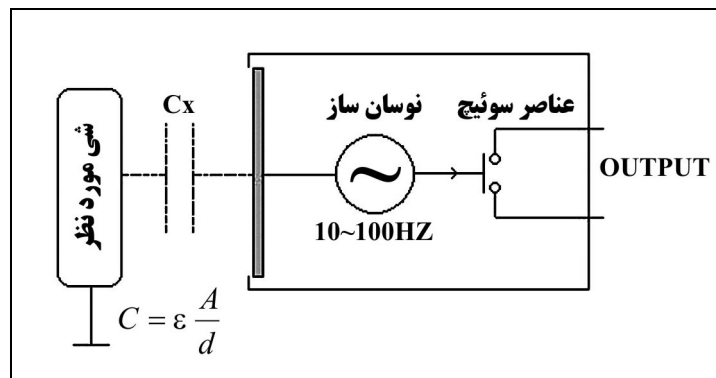 Cx
نوسان ساز
عناصر سوئیچ
شی مورد نظر
OUTPUT
10~100HZ
C = ε A/d